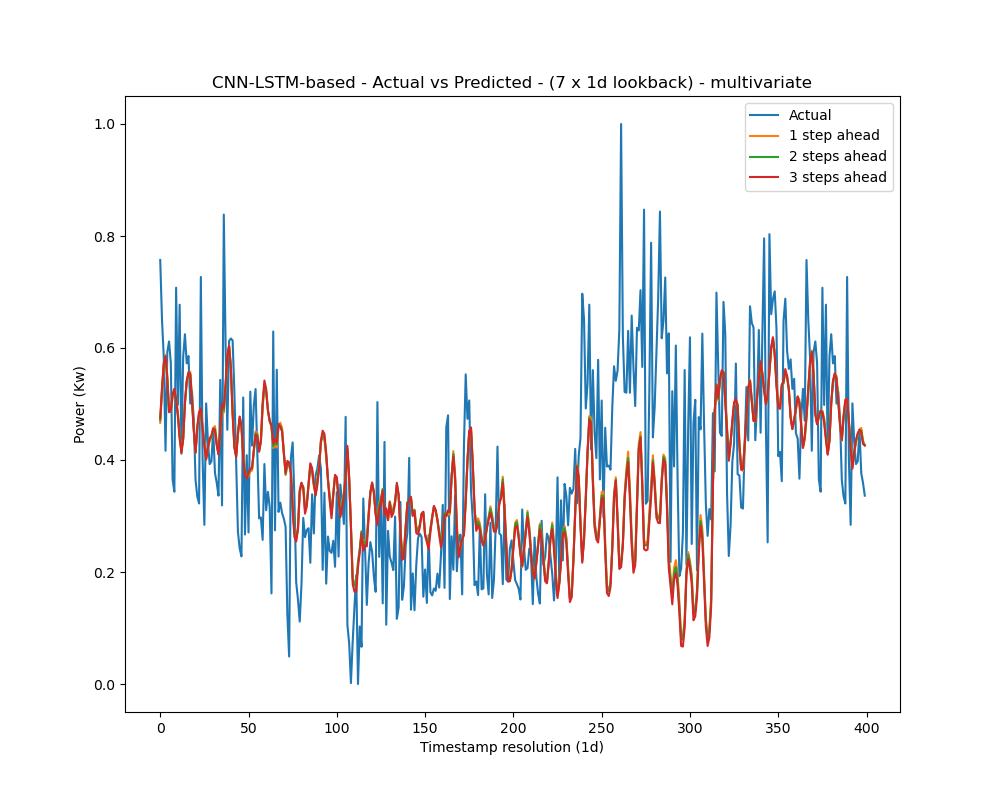 CNN-LSTM-based - Actual vs Predicted - (7 x 1d lookback) - multivariate
Actual
1 step ahead
2 steps ahead
3 steps ahead
1.0
0.8
0.6
0.4
0.2
0.0
Power (Kw)
0 50 100 150 200 250 300 350 400
Timestamp resolution (1d)